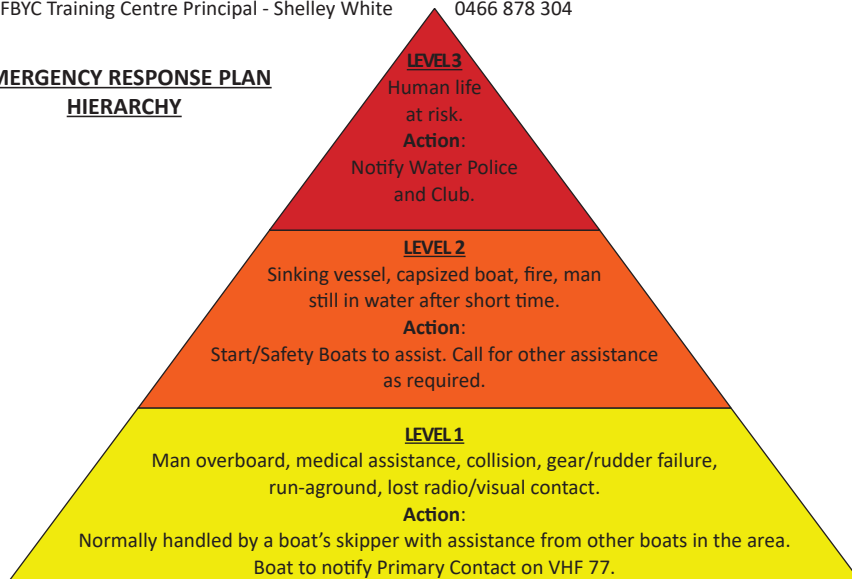 FBYC Training Centre Principal - Shelley White 0466 878 304
MERGENCY RESPONSE PLAN
HIERARCHY
LEVEL 3
Human life
at risk.
Action:
Notify Water Police
and Club.
LEVEL 2
Sinking vessel, capsized boat, fire, man
still in water after short time.
Action:
Start/Safety Boats to assist. Call for other assistance
as required.
LEVEL 1
Man overboard, medical assistance, collision, gear/rudder failure,
run-aground, lost radio/visual contact.
Action:
Normally handled by a boat's skipper with assistance from other boats in the area.
Boat to notify Primary Contact on VHF 77.